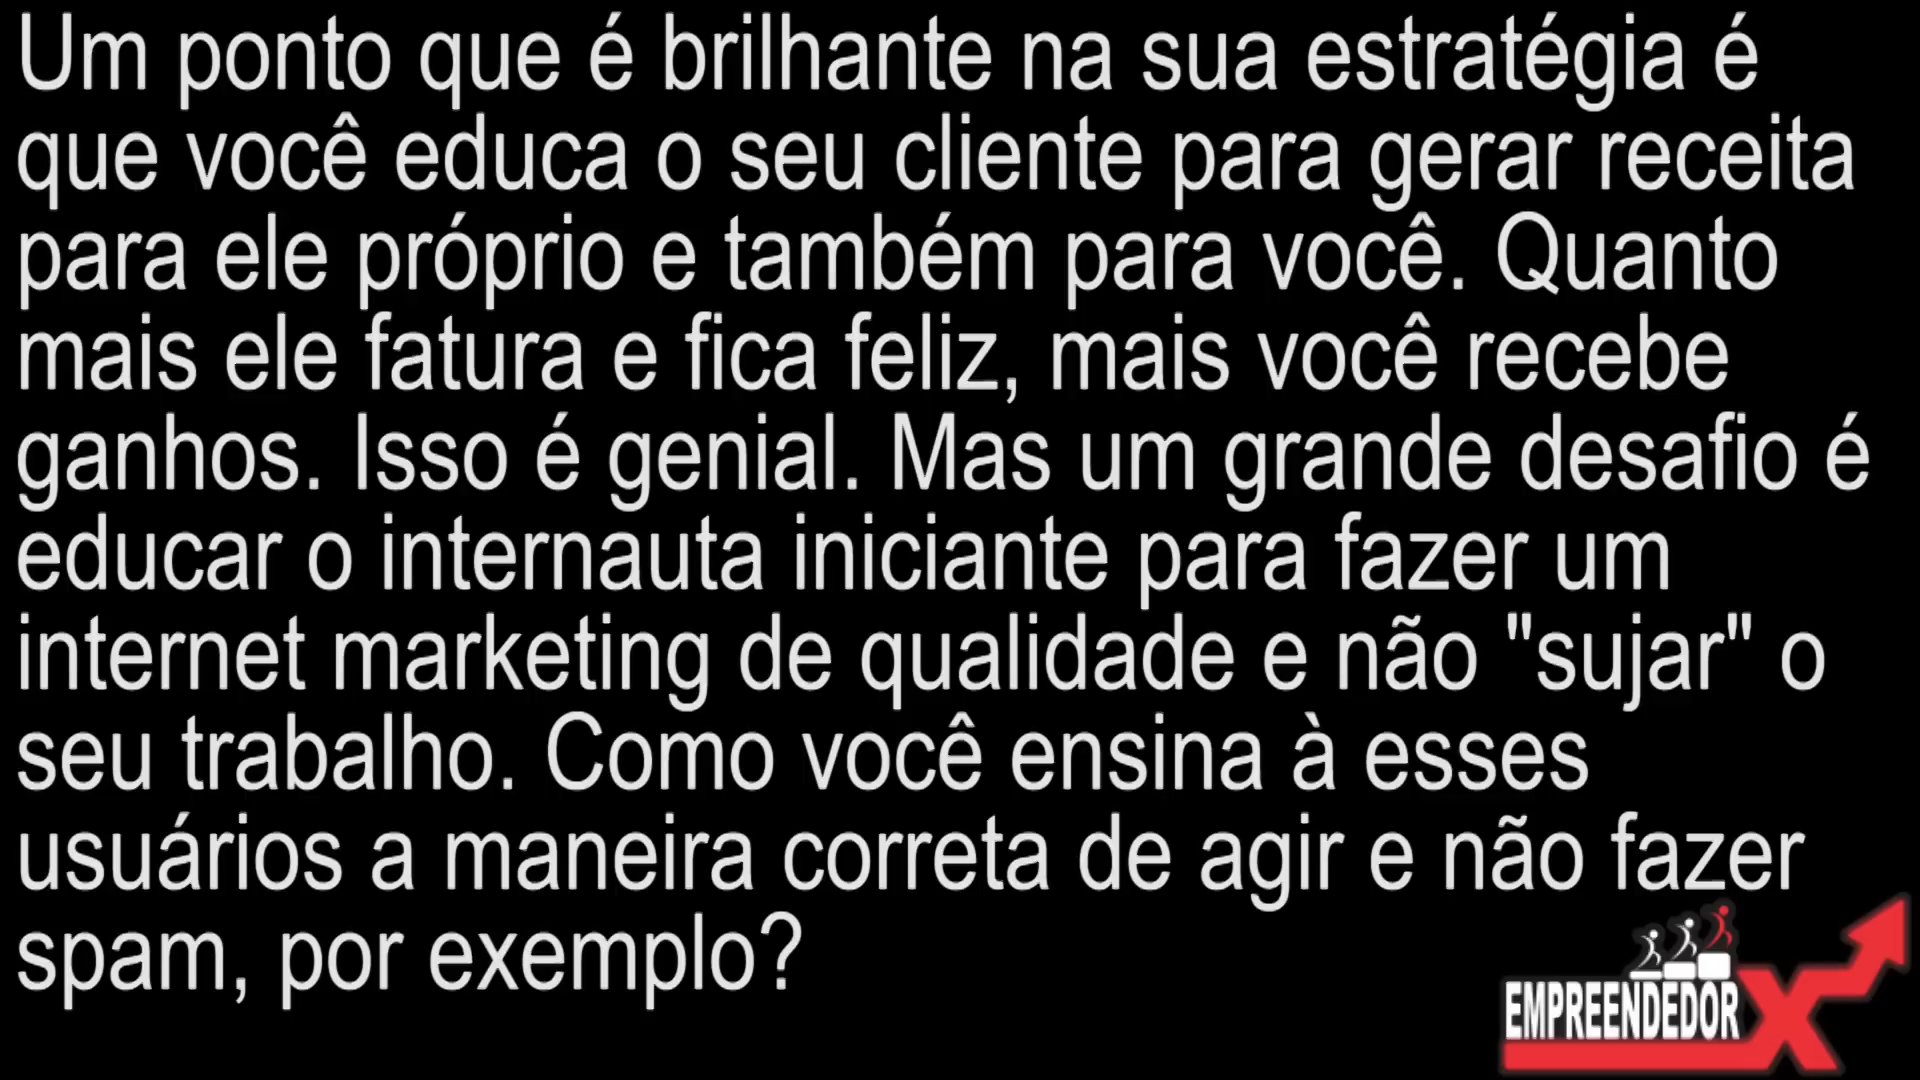 Um ponto que é brilhante na sua estratégia é
que você educa o seu cliente para gerar receita
para ele próprio e também para você. Quanto
mais ele fatura e fica feliz, mais você recebe
ganhos. Isso é genial. Mas um grande desafio é
educar o internauta iniciante para fazer um
internet marketing de qualidade e não "sujar" o
seu trabalho. Como você ensina à esses
usuários a maneira correta de agir e não fazer
spam, por exemplo?
EMPREENDEDOR X